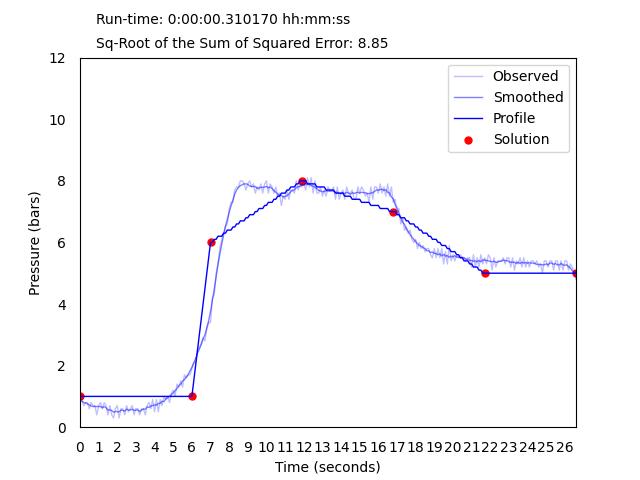 Run-time: 0:00:00.310170 hh:mm:ss
Sq-Root of the Sum of Squared Error: 8.85
12
10
8
6
4
2
0
Pressure (bars)
Observed
Smoothed
Profile
Solution
0 1 2 3 4 5 6 7 8 9 10 11 12 13 14 15 16 17 18 19 20 21 22 23 24 25 26
Time (seconds)